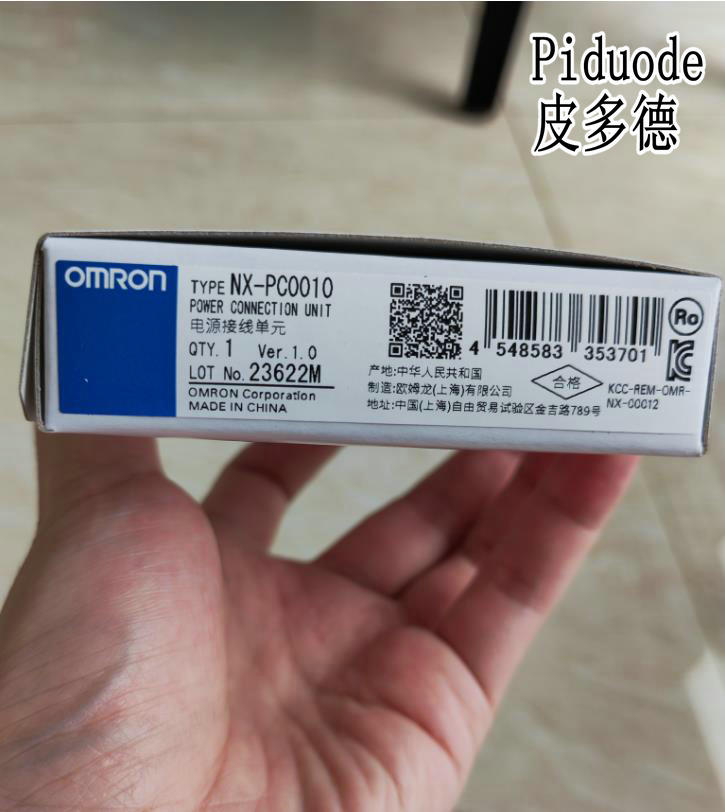 Piduode
皮多德
OMRON
TYPE NX-PC0010
POWER CONNECTION UNIT
电源接线单元
QTY. 1 Ver.1.0
LOT No. 23622M
OMRON Corporation
MADE IN CHINA
4 548583 353701
Ro
产地:中华人民共和国
制造:欧姆龙(上海)有限公司
地址:中国(上海)自由贸易试验区金吉路789号
合格
KCC-REM-OMR-
NX-00012